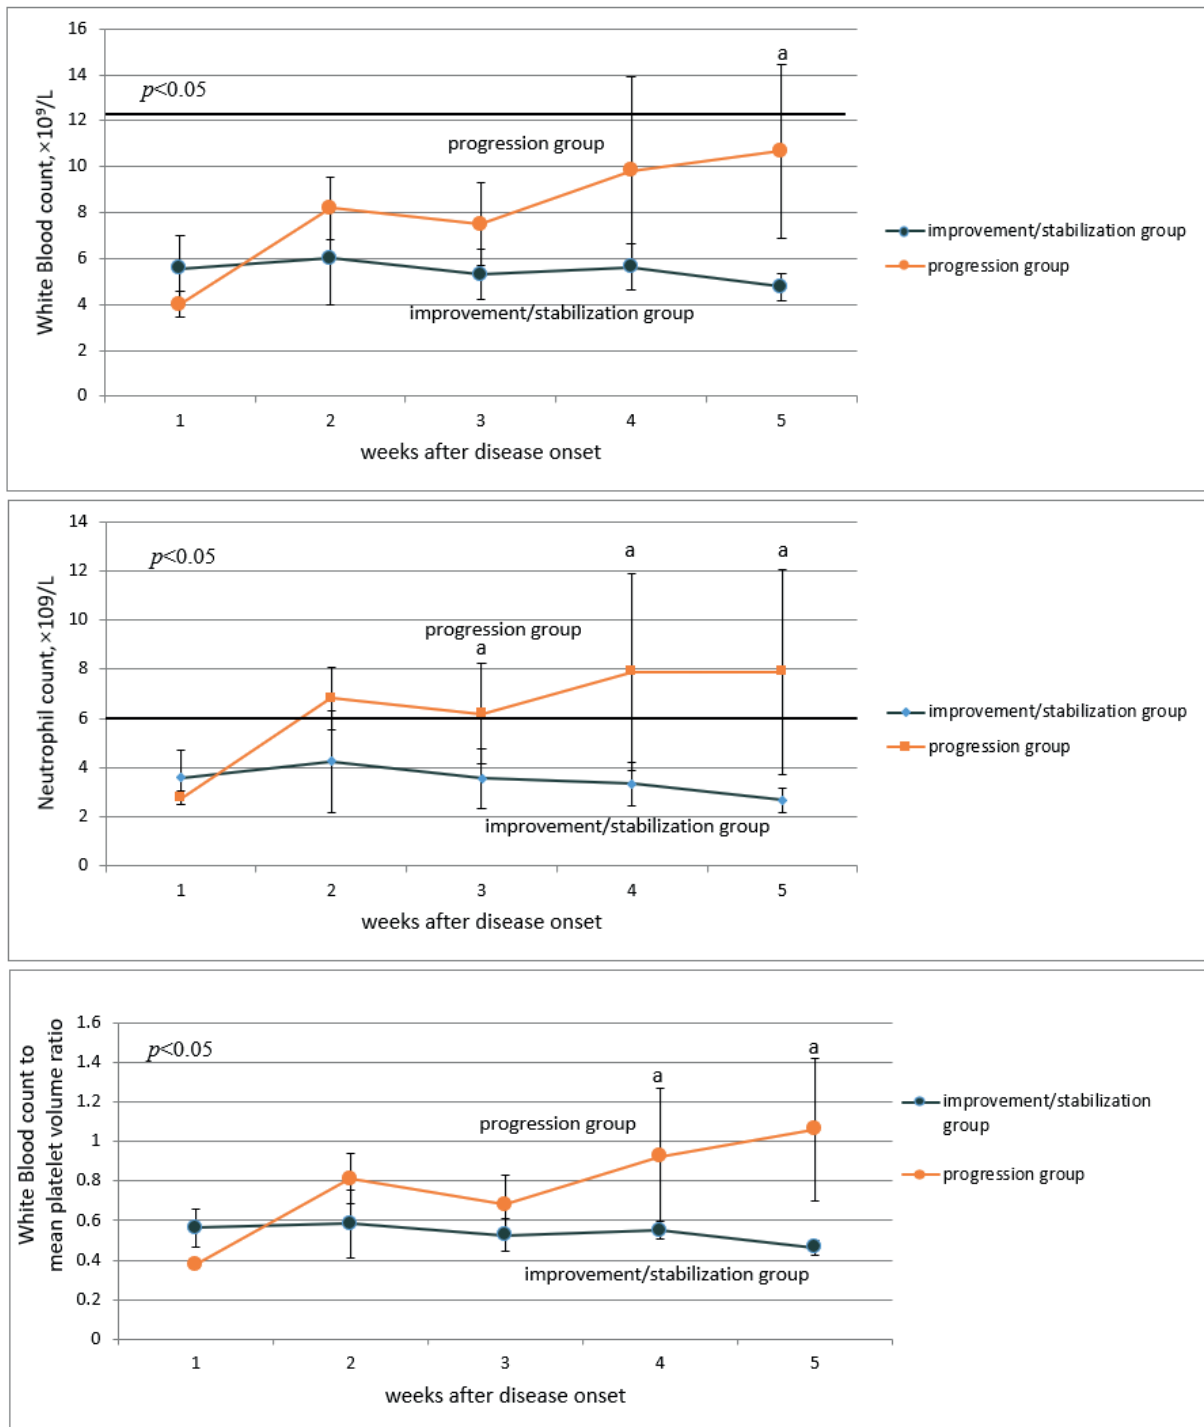 16
14
12
10
8
6
4
2
0
White Blood count,×10⁹/L
p<0.05
a
progression group
improvement/stabilization group
1 2 3 4 5
weeks after disease onset
improvement/stabilization group
progression group
14
12
10
8
6
4
2
0
Neutrophil count,×109/L
p<0.05
a
a
progression group
a
improvement/stabilization group
1 2 3 4 5
weeks after disease onset
improvement/stabilization group
progression group
1.6
1.4
1.2
1
0.8
0.6
0.4
0.2
0
White Blood count to
mean platelet volume ratio
p<0.05
a
a
progression group
improvement/stabilization group
1 2 3 4 5
weeks after disease onset
improvement/stabilization
group
progression group